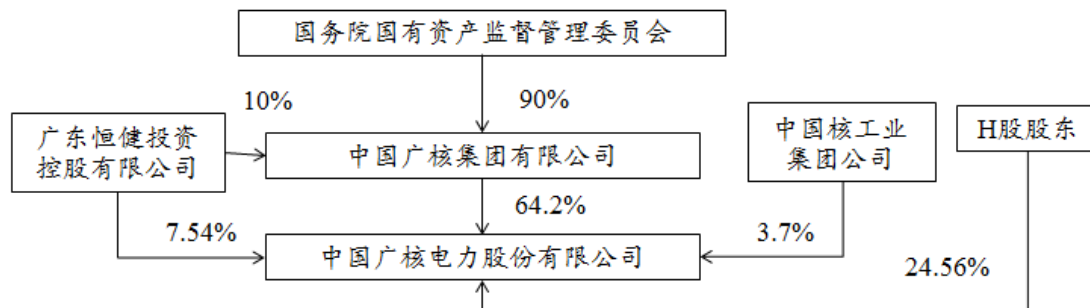 国务院国有资产监督管理委员会
10%
90%
广东恒健投资
控股有限公司
中国广核集团有限公司
中国核工业
集团公司
H股股东
64.2%
7.54%
3.7%
中国广核电力股份有限公司
24.56%